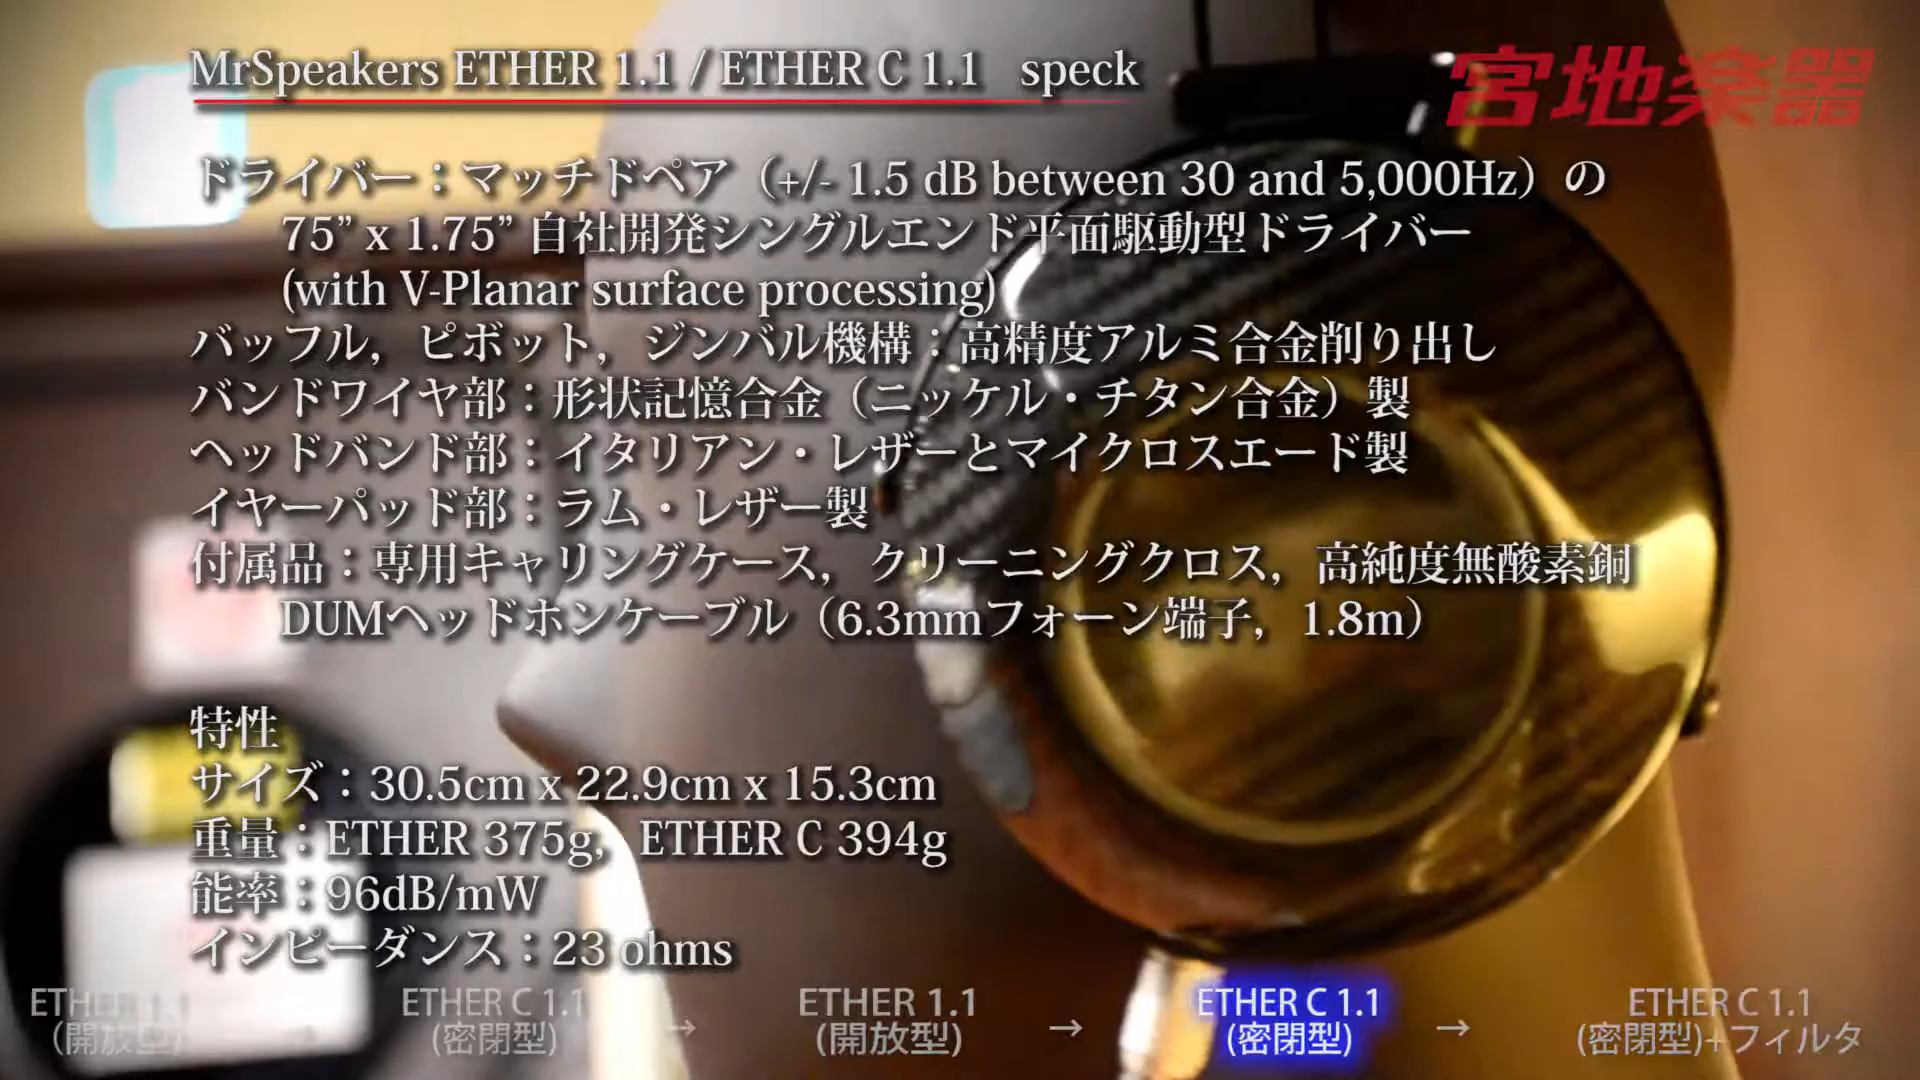 MrSpeakers ETHER 1.1 / ETHER C 1.1　speck
宮地楽器
ドライバー：マッチドペア（+/- 1.5 dB between 30 and 5,000Hz）の
75” x 1.75” 自社開発シングルエンド平面駆動型ドライバー
(with V-Planar surface processing)
バッフル，ピボット，ジンバル機構：高精度アルミ合金削り出し
バンドワイヤ部：形状記憶合金（ニッケル・チタン合金）製
ヘッドバンド部：イタリアン・レザーとマイクロスエード製
イヤーパッド部：ラム・レザー製
付属品：専用キャリングケース，クリーニングクロス，高純度無酸素銅
DUMヘッドホンケーブル（6.3mmフォーン端子，1.8m）
特性
サイズ：30.5cm x 22.9cm x 15.3cm
重量：ETHER 375g，ETHER C 394g
能率：96dB/mW
インピーダンス：23 ohms
ETHER 1.1
(開放型)
→
ETHER C 1.1
(密閉型)
→
ETHER 1.1
(開放型)
→
ETHER C 1.1
(密閉型)
→
ETHER C 1.1
(密閉型)+フィルタ